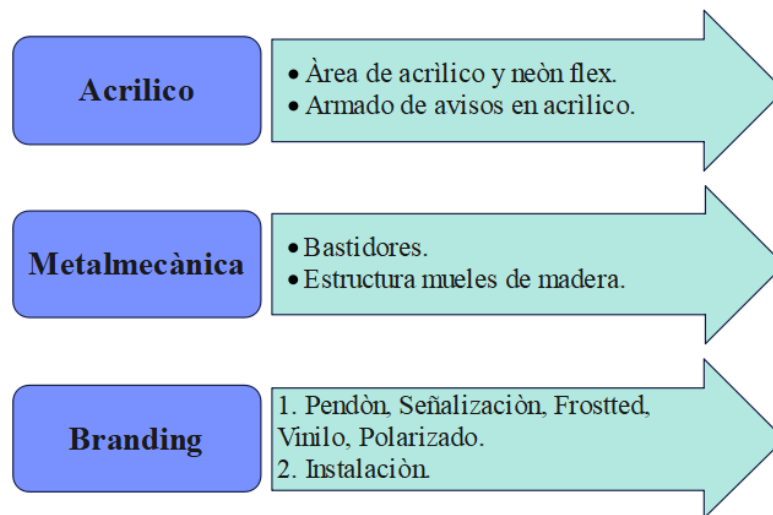 Acrilico
• Àrea de acrìlico y neòn flex.
• Armado de avisos en acrìlico.
Metalmecànica
• Bastidores.
• Estructura mueles de madera.
Branding
1. Pendòn, Señalizaciòn, Frostted,
Vinilo, Polarizado.
2. Instalaciòn.